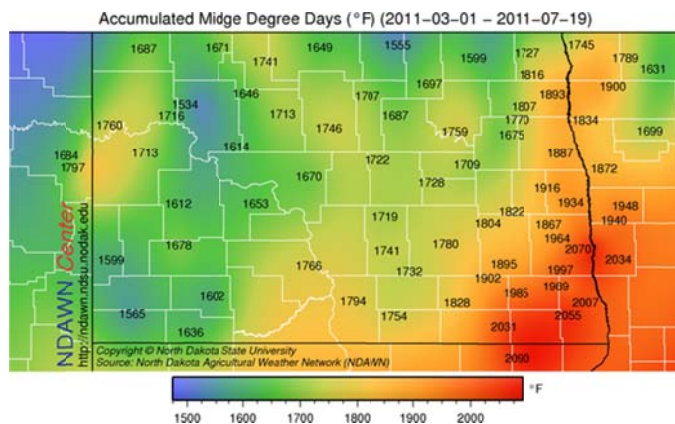 Accumulated Midge Degree Days (°F) (2011-03-01 - 2011-07-19)
1687 1671 1649 1555 1727 1745
1741 1599 1789
1816 1631
1697 1900
1646 1707 1893
1534 1807
1716 1713 1687 1770 1834
1760 1746 1759 1675 1699
1614
1684 1713 1722 1887
1797 1709 1872
1670 1728
1916
1612 1653 1934 1948
1719 1822 1940
1804 1867
1678 1741 1780 1964
1599 2070 2034
1766 1732 1895 1997
1902
1602 1794 1828 1985 1989 2007
1565 1754 2055
1636 2031
2090
NDAWN Center
http://ndawn.ndsu.nodak.edu
Copyright © North Dakota State University
Source: North Dakota Agricultural Weather Network (NDAWN)
°F
1500 1600 1700 1800 1900 2000